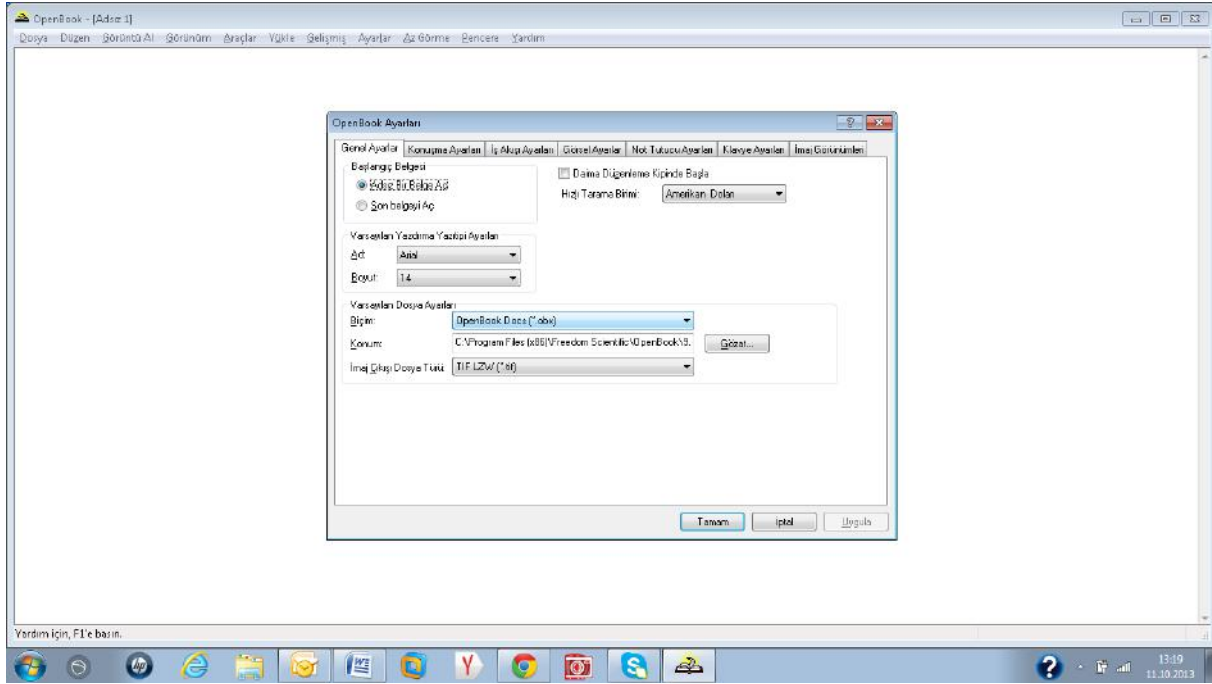 OpenBook - [Adsız 1]
Dosya Düzen Görüntü Al Görünüm Araçlar Yükle Gelişmiş Ayarlar Az Görme Pencere Yardım
OpenBook Ayarları
Genel Ayarlar Konuşma Ayarları İş Akışı Ayarları Görsel Ayarlar Not Tutucu Ayarları Klavye Ayarları İmaj Görünümleri
Başlangıç Belgesi
Adsız Bir Belge Aç
Son belgeyi Aç
Daima Düzenleme Kipinde Başla
Hızlı Tarama Birimi: Amerikan Doları
Varsayılan Yazdırma Yazıtipi Ayarları
Ad: Arial
Boyut: 14
Varsayılan Dosya Ayarları
Biçim: OpenBook Docs (*.obx)
Konum: C:\Program Files (x86)\Freedom Scientific\OpenBook\9. Gözat...
İmaj Çıkışı Dosya Türü: TIF LZW (*.tif)
Tamam İptal Uygula
Yardım için, F1'e basın.
13:19
11.10.2013